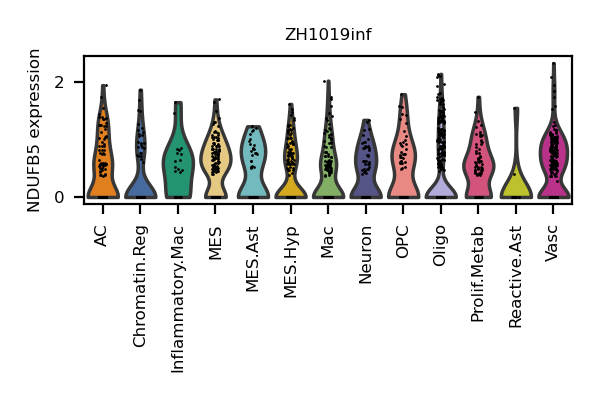 ZH1019inf
NDUFB5 expression
2
0
AC
Chromatin.Reg
Inflammatory.Mac
MES
MES.Ast
MES.Hyp
Mac
Neuron
OPC
Oligo
Prolif.Metab
Reactive.Ast
Vasc